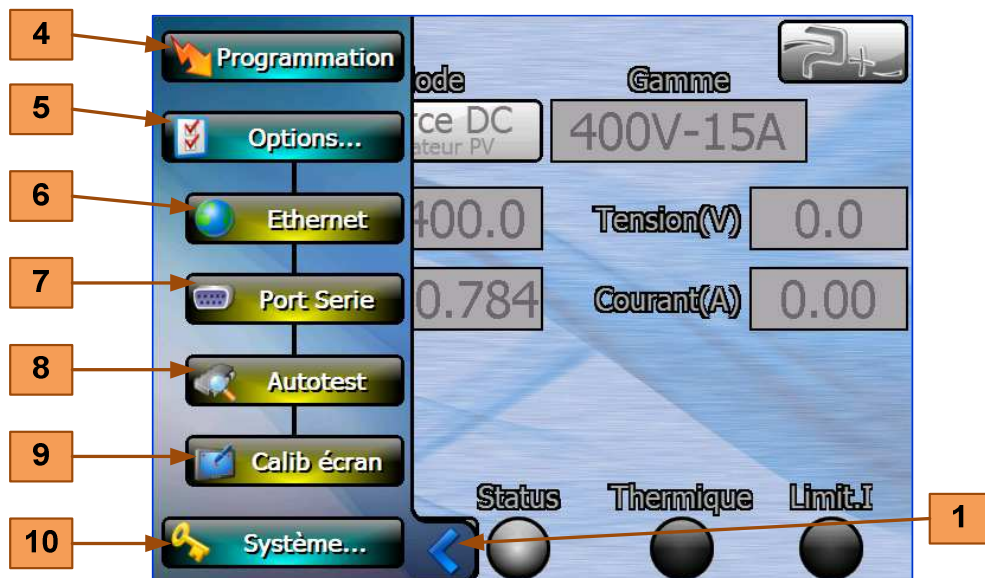 4
Programmation
5
Options...
6
Ethernet
7
Port Serie
8
Autotest
9
Calib écran
10
Système...
ode
Gamme
rce DC
ateur PV
400V-15A
400.0
Tension(V)
0.0
0.784
Courant(A)
0.00
Status
Thermique
Limit.I
1